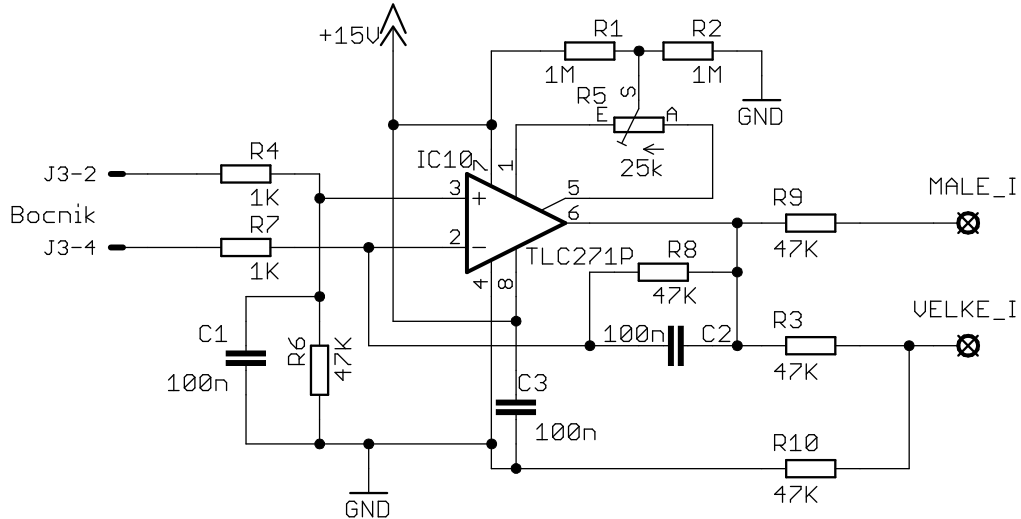 +15V
R1
R2
1M
1M
R5
S
E
A
GND
25k
IC10
7
1
R4
J3-2
1K
3
+
5
MALE_I
Bocnik
6
R9
J3-4
R7
2
-
TLC271P
47K
1K
4
8
R8
47K
VELKE_I
C1
R6
47K
100n
C2
R3
100n
47K
C3
100n
R10
47K
GND